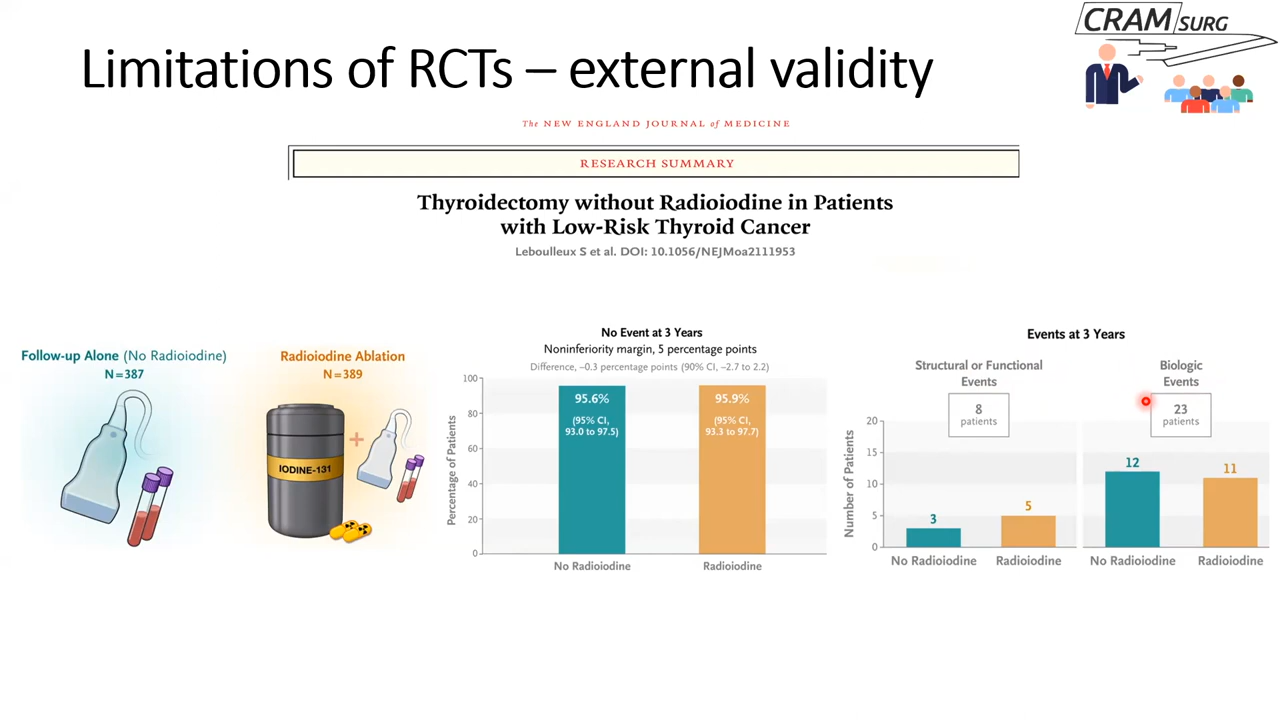 Limitations of RCTs – external validity
CRAMSURG
The NEW ENGLAND JOURNAL of MEDICINE
RESEARCH SUMMARY
Thyroidectomy without Radioiodine in Patients
with Low-Risk Thyroid Cancer
Leboulleux S et al. DOI: 10.1056/NEJMoa2111953
Follow-up Alone (No Radioiodine)
N=387
Radioiodine Ablation
N=389
IODINE-131
No Event at 3 Years
Noninferiority margin, 5 percentage points
Difference, –0.3 percentage points (90% CI, –2.7 to 2.2)
Percentage of Patients
100
80
60
40
20
0
95.6%
(95% CI,
93.0 to 97.5)
95.9%
(95% CI,
93.3 to 97.7)
No Radioiodine
Radioiodine
Events at 3 Years
Structural or Functional
Events
8
patients
Biologic
Events
23
patients
Number of Patients
20
15
10
5
0
3
5
12
11
No Radioiodine
Radioiodine
No Radioiodine
Radioiodine